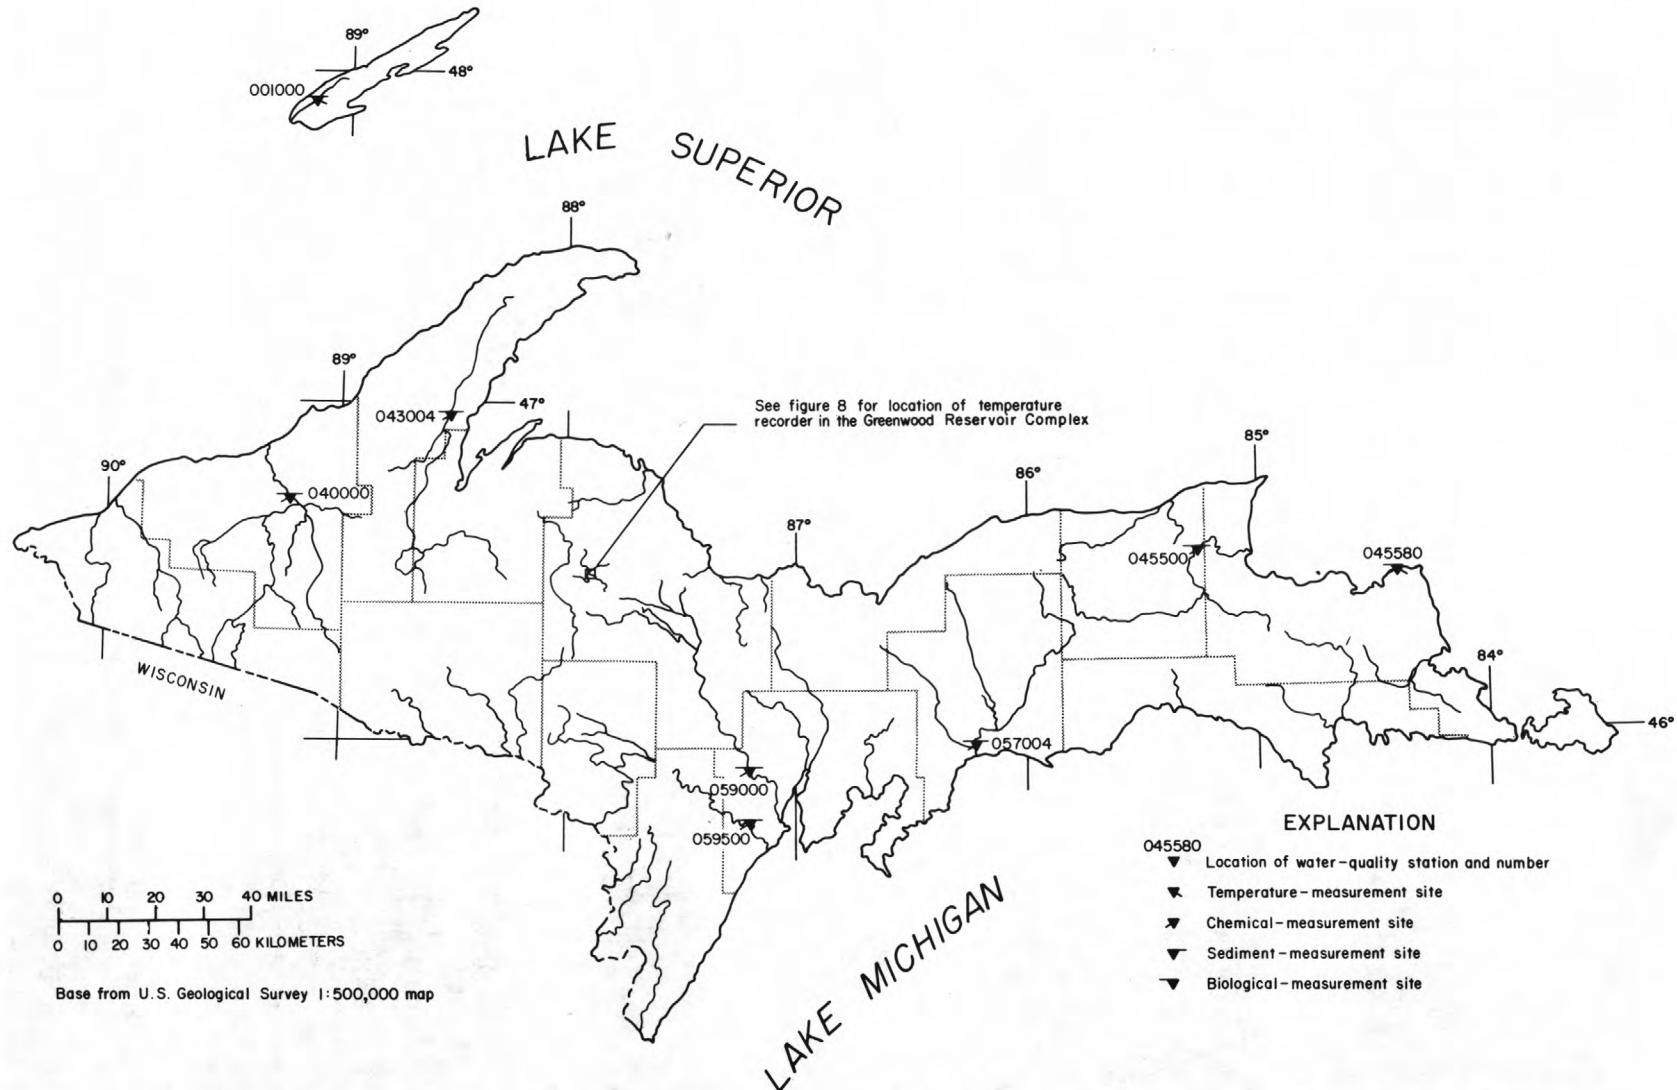 89°
48°
001000
LAKE SUPERIOR
88°
89°
043004
47°
See figure 8 for location of temperature
recorder in the Greenwood Reservoir Complex
85°
90°
86°
040000
87°
045500
045580
84°
WISCONSIN
46°
057004
059000
059500
EXPLANATION
045580
Location of water-quality station and number
Temperature-measurement site
Chemical-measurement site
Sediment-measurement site
Biological-measurement site
0 10 20 30 40 MILES
0 10 20 30 40 50 60 KILOMETERS
Base from U.S. Geological Survey 1:500,000 map
LAKE MICHIGAN